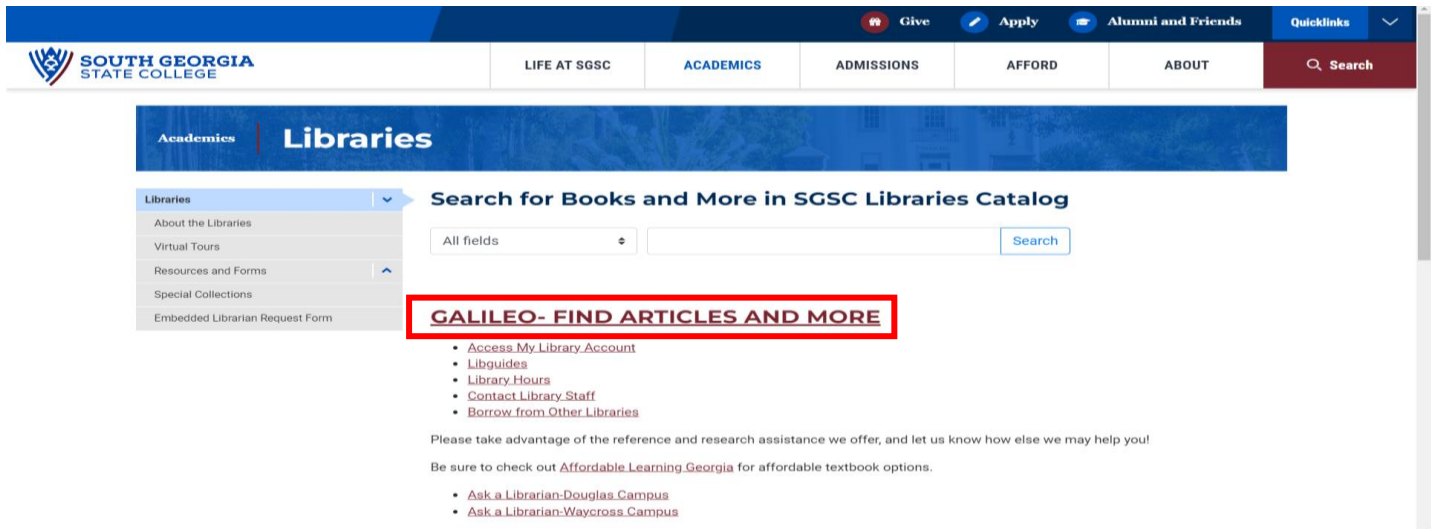 Give Apply Alumni and Friends Quicklinks
SOUTH GEORGIA
STATE COLLEGE
LIFE AT SGSC ACADEMICS ADMISSIONS AFFORD ABOUT Search
Academics Libraries
Libraries
About the Libraries
Virtual Tours
Resources and Forms
Special Collections
Embedded Librarian Request Form
Search for Books and More in SGSC Libraries Catalog
All fields Search
GALILEO- FIND ARTICLES AND MORE
• Access My Library Account
• Libguides
• Library Hours
• Contact Library Staff
• Borrow from Other Libraries
Please take advantage of the reference and research assistance we offer, and let us know how else we may help you!
Be sure to check out Affordable Learning Georgia for affordable textbook options.
• Ask a Librarian-Douglas Campus
• Ask a Librarian-Waycross Campus